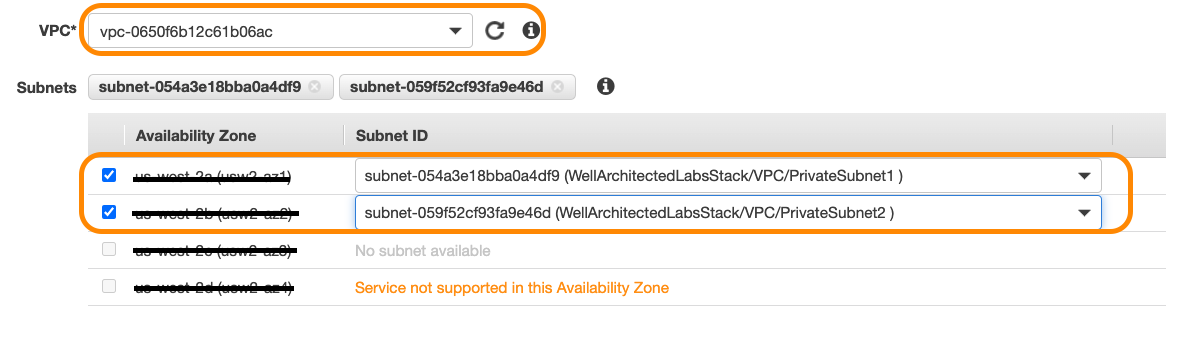 VPC* vpc-0650f6b12c61b06ac
Subnets subnet-054a3e18bba0a4df9 subnet-059f52cf93fa9e46d
Availability Zone Subnet ID
us-west-2a (usw2-az1) subnet-054a3e18bba0a4df9 (WellArchitectedLabsStack/VPC/PrivateSubnet1 )
us-west-2b (usw2-az2) subnet-059f52cf93fa9e46d (WellArchitectedLabsStack/VPC/PrivateSubnet2 )
us-west-2c (usw2-az3) No subnet available
us-west-2d (usw2-az4) Service not supported in this Availability Zone